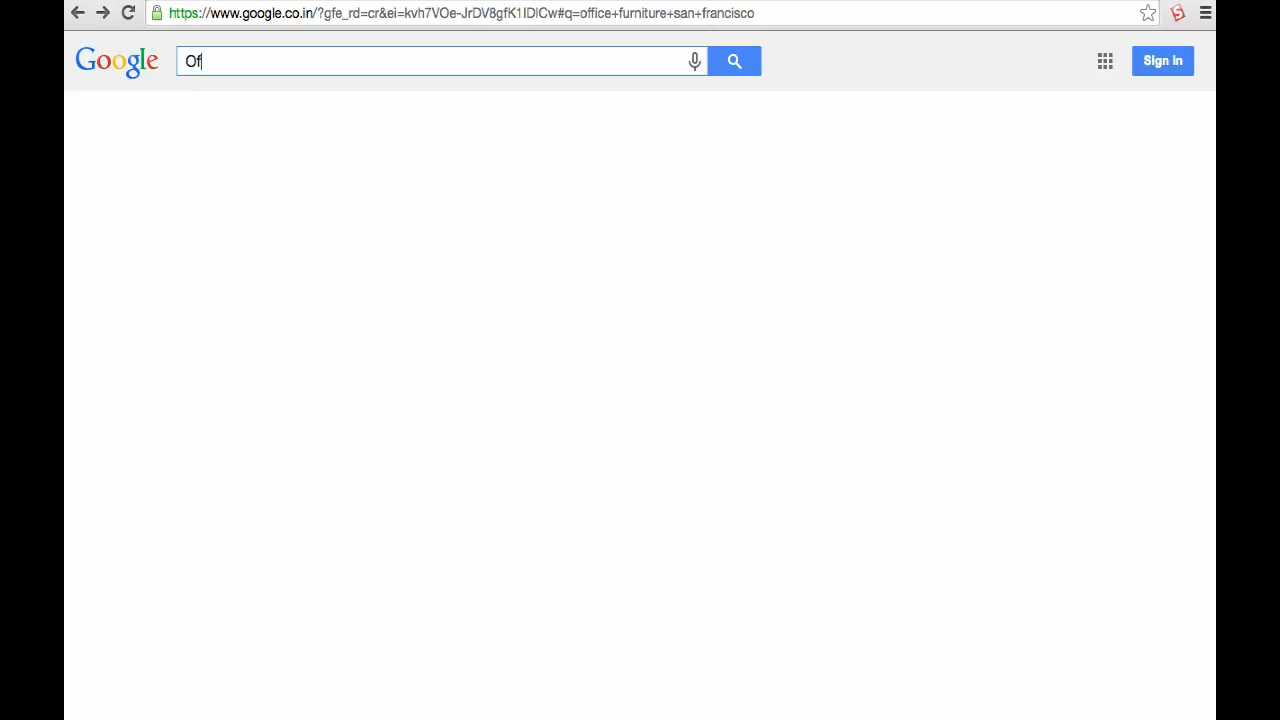 https://www.google.co.in/?gfe_rd=cr&ei=kvh7VOe-JrDV8gfK1IDICw#q=office+furniture+san+francisco
Google
Of
Sign in